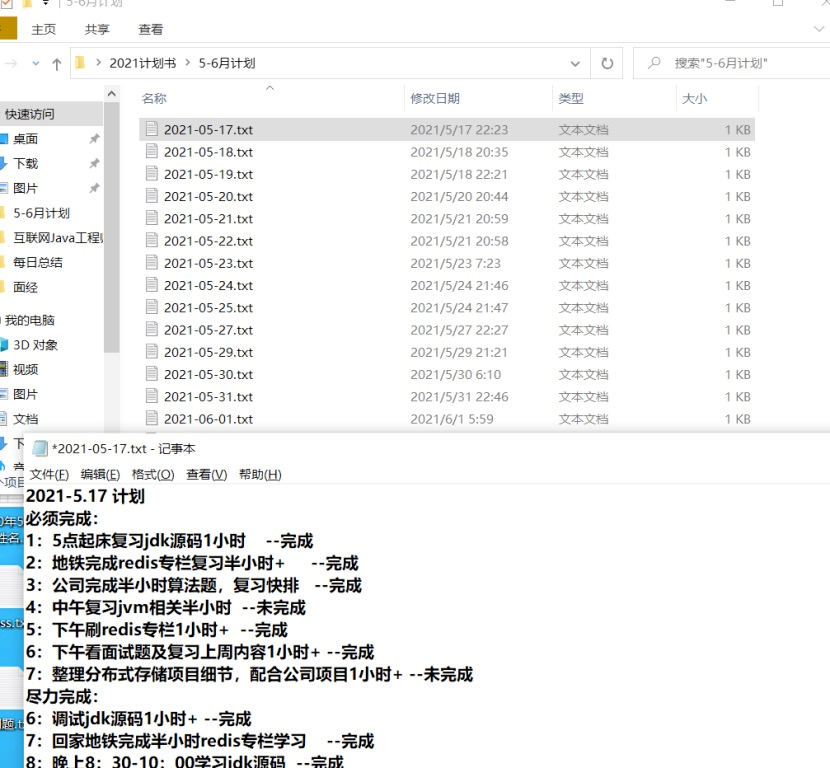 5-6月计划
主页 共享 查看
2021计划书 5-6月计划 搜索"5-6月计划"
名称 修改日期 类型 大小
快速访问
桌面
下载
图片
5-6月计划
互联网Java工程
每日总结
面经
我的电脑
3D 对象
视频
图片
文档
2021-05-17.txt 2021/5/17 22:23 文本文档 1 KB
2021-05-18.txt 2021/5/18 20:35 文本文档 1 KB
2021-05-19.txt 2021/5/18 22:21 文本文档 1 KB
2021-05-20.txt 2021/5/20 20:44 文本文档 1 KB
2021-05-21.txt 2021/5/21 20:59 文本文档 1 KB
2021-05-22.txt 2021/5/21 20:58 文本文档 1 KB
2021-05-23.txt 2021/5/23 7:23 文本文档 1 KB
2021-05-24.txt 2021/5/24 21:46 文本文档 1 KB
2021-05-25.txt 2021/5/24 21:47 文本文档 1 KB
2021-05-27.txt 2021/5/27 22:27 文本文档 1 KB
2021-05-29.txt 2021/5/29 21:21 文本文档 1 KB
2021-05-30.txt 2021/5/30 6:10 文本文档 1 KB
2021-05-31.txt 2021/5/31 22:46 文本文档 1 KB
2021-06-01.txt 2021/6/1 5:59 文本文档 1 KB
*2021-05-17.txt - 记事本
文件(F) 编辑(E) 格式(O) 查看(V) 帮助(H)
2021-5.17 计划
必须完成：
1：5点起床复习jdk源码1小时 --完成
2：地铁完成redis专栏复习半小时+ --完成
3：公司完成半小时算法题，复习快排 --完成
4：中午复习jvm相关半小时 --未完成
5：下午刷redis专栏1小时+ --完成
6：下午看面试题及复习上周内容1小时+ --完成
7：整理分布式存储项目细节，配合公司项目1小时+ --未完成
尽力完成：
6：调试jdk源码1小时+ --完成
7：回家地铁完成半小时redis专栏学习 --完成
8：晚上8：30-10：00学习jdk源码 --完成